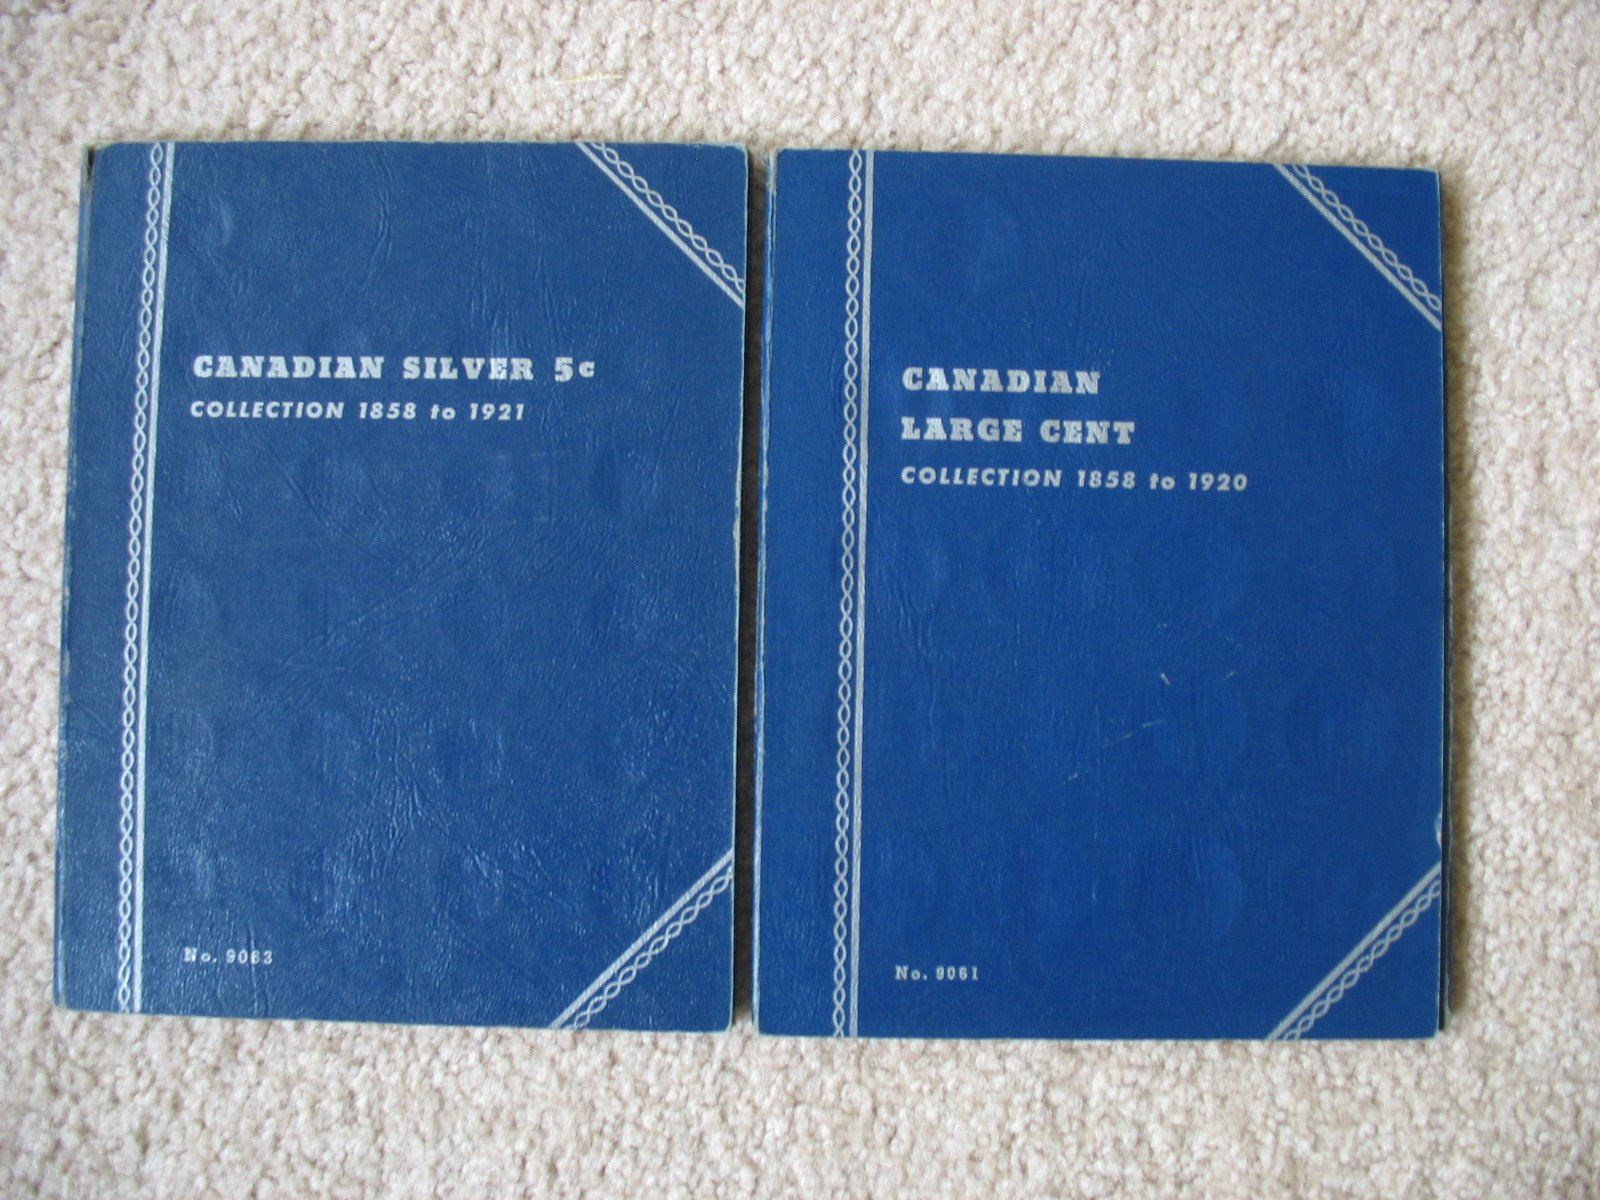 CANADIAN SILVER 5c
COLLECTION 1858 to 1921
No. 9063
CANADIAN
LARGE CENT
COLLECTION 1858 to 1920
No. 9061